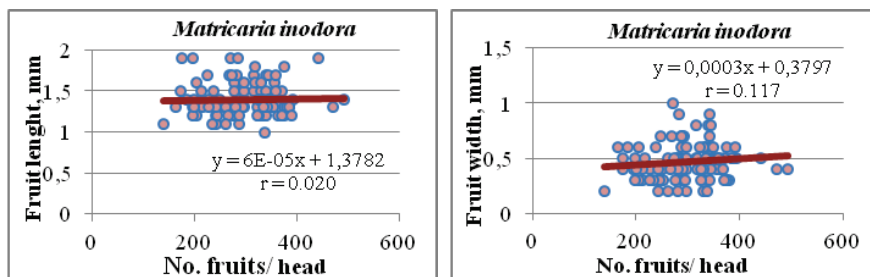 Matricaria inodora
2
1,5
1
0,5
0
Fruit lenght, mm
y = 6E-05x + 1,3782
r = 0.020
0 200 400 600
No. fruits/ head
Matricaria inodora
1,5
1
0,5
0
Fruit width, mm
y = 0,0003x + 0,3797
r = 0.117
0 200 400 600
No. fruits/ head